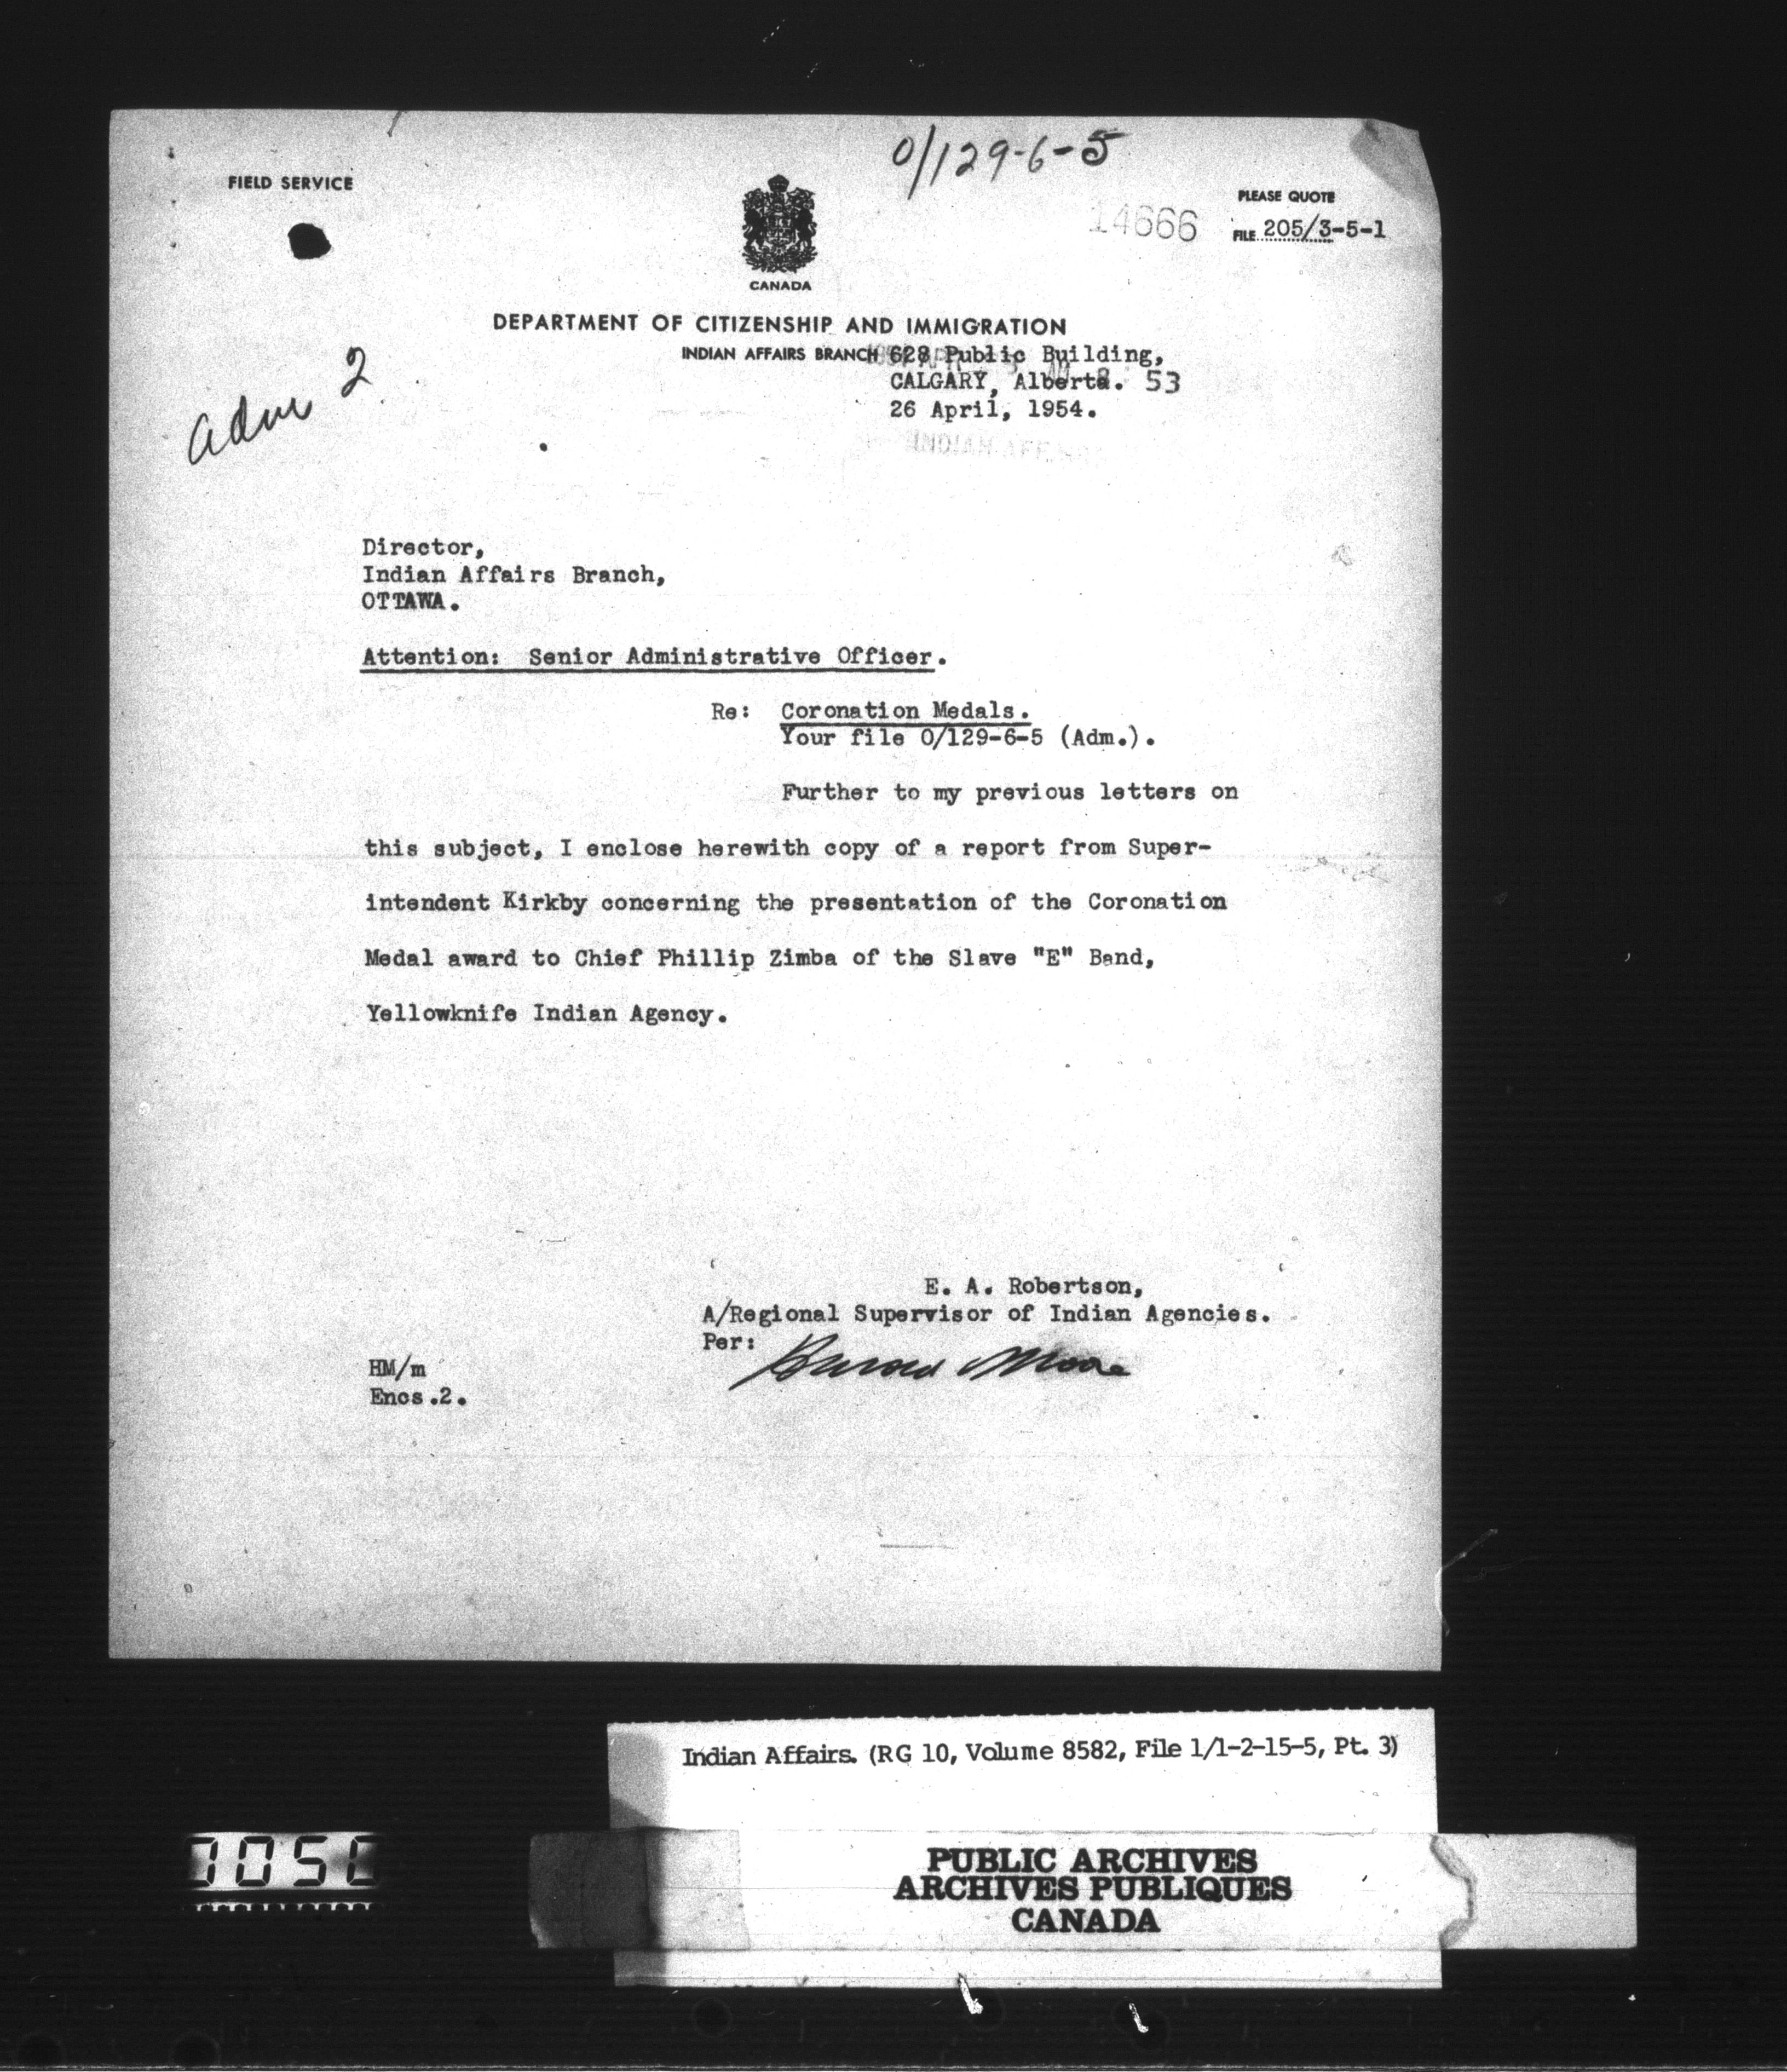 O/129-6-5
FIELD SERVICE
PLEASE QUOTE
14666
FILE 205/3-5-1
CANADA
DEPARTMENT OF CITIZENSHIP AND IMMIGRATION
INDIAN AFFAIRS BRANCH 628 Public Building,
CALGARY, Alberta. 53
26 April, 1954.
INDIAN AFFAIRS
Adm 2
Director,
Indian Affairs Branch,
OTTAWA.
Attention: Senior Administrative Officer.
Re: Coronation Medals.
Your file 0/129-6-5 (Adm.).
Further to my previous letters on
this subject, I enclose herewith copy of a report from Super-
intendent Kirkby concerning the presentation of the Coronation
Medal award to Chief Phillip Zimba of the Slave "E" Band,
Yellowknife Indian Agency.
E. A. Robertson,
A/Regional Supervisor of Indian Agencies.
Per: Harold Moore
HM/m
Encs.2.
Indian Affairs. (RG 10, Volume 8582, File 1/1-2-15-5, Pt. 3)
PUBLIC ARCHIVES
ARCHIVES PUBLIQUES
CANADA